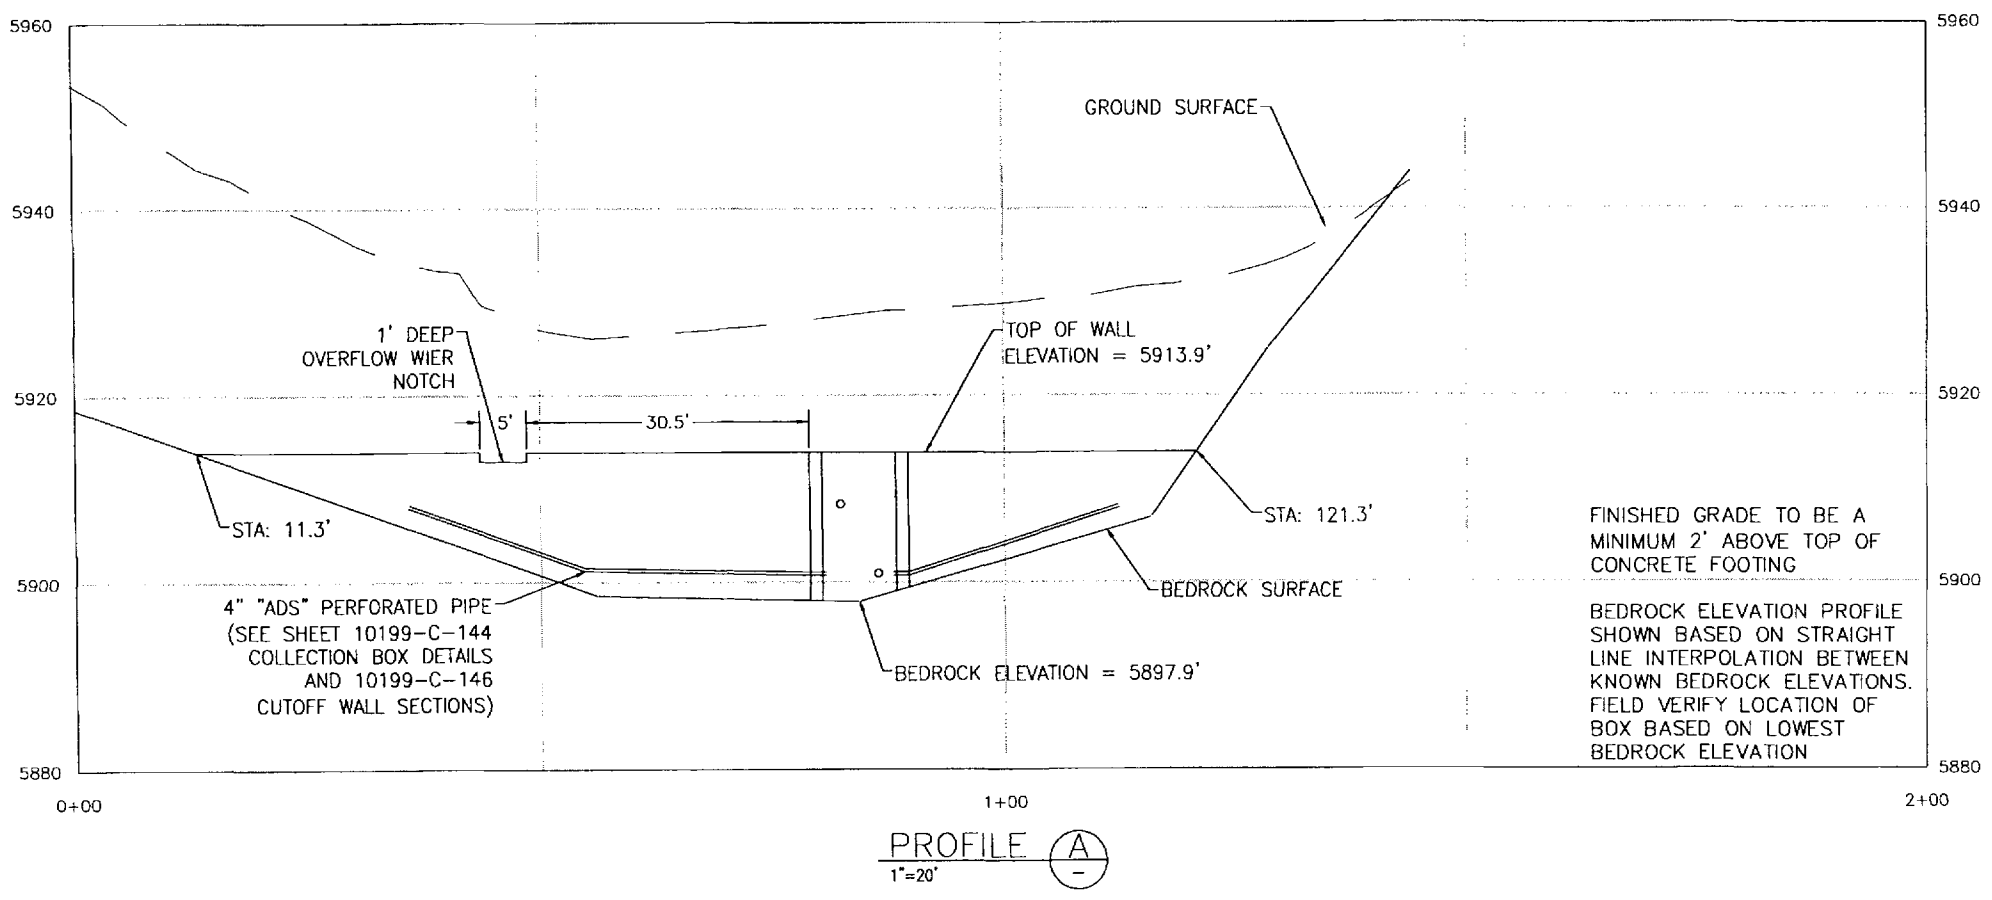 5960
5960
GROUND SURFACE
5940
5940
1' DEEP
OVERFLOW WIER
NOTCH
TOP OF WALL
ELEVATION = 5913.9'
5920
5920
5'
30.5'
STA: 11.3'
STA: 121.3'
FINISHED GRADE TO BE A
MINIMUM 2' ABOVE TOP OF
CONCRETE FOOTING
5900
5900
BEDROCK SURFACE
4" "ADS" PERFORATED PIPE
(SEE SHEET 10199-C-144
COLLECTION BOX DETAILS
AND 10199-C-146
CUTOFF WALL SECTIONS)
BEDROCK ELEVATION = 5897.9'
BEDROCK ELEVATION PROFILE
SHOWN BASED ON STRAIGHT
LINE INTERPOLATION BETWEEN
KNOWN BEDROCK ELEVATIONS.
FIELD VERIFY LOCATION OF
BOX BASED ON LOWEST
BEDROCK ELEVATION
5880
5880
0+00
1+00
2+00
PROFILE A
1"=20' -